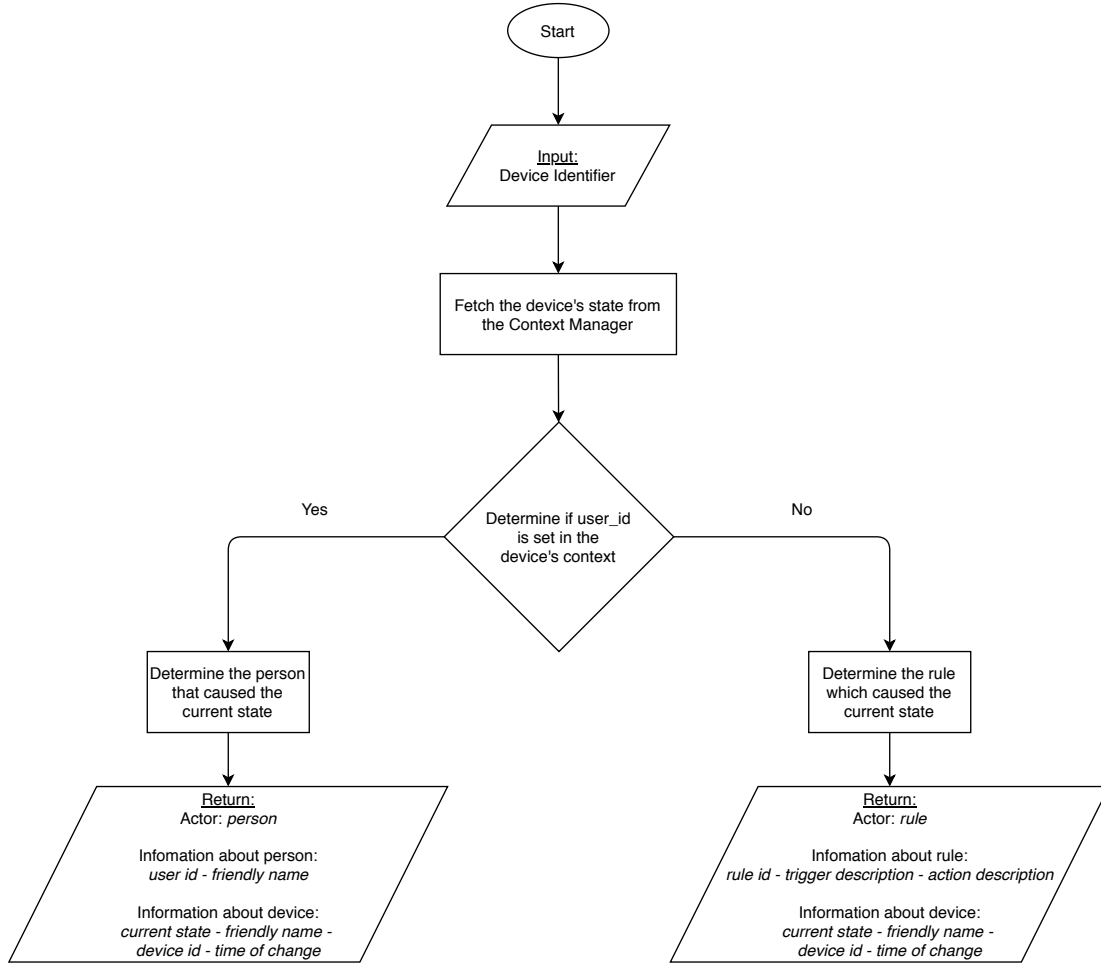 Start
Input:
Device Identifier
Fetch the device's state from
the Context Manager
Determine if user_id
is set in the
device's context
Yes
No
Determine the person
that caused the
current state
Determine the rule
which caused the
current state
Return:
Actor: person
Infomation about person:
user id - friendly name
Information about device:
current state - friendly name -
device id - time of change
Return:
Actor: rule
Infomation about rule:
rule id - trigger description - action description
Information about device:
current state - friendly name -
device id - time of change